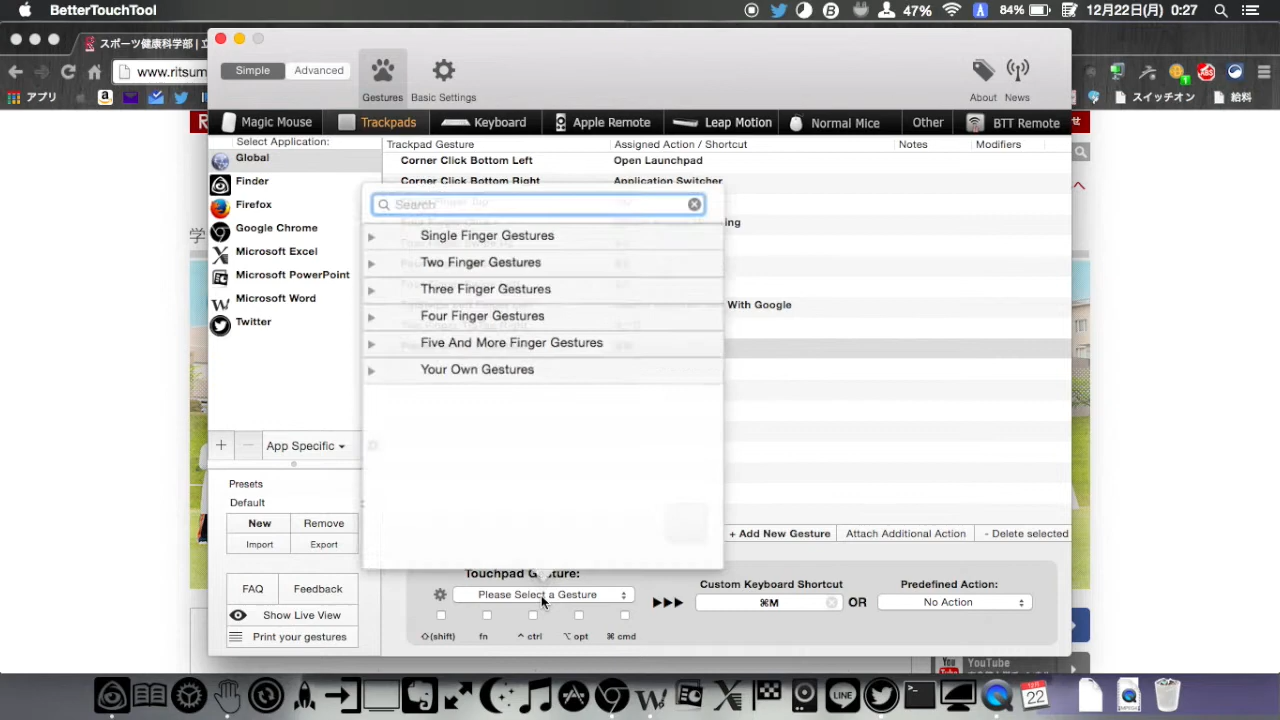 BetterTouchTool
47%
A
84%
12月22日(月) 0:27
スポーツ健康科学部 | 立
www.ritsum
アプリ
スイッチオン
給料
Simple
Advanced
Gestures
Basic Settings
About
News
Magic Mouse
Trackpads
Keyboard
Apple Remote
Leap Motion
Normal Mice
Other
BTT Remote
Select Application:
Trackpad Gesture
Assigned Action / Shortcut
Notes
Modifiers
Global
Finder
Firefox
Google Chrome
Microsoft Excel
Microsoft PowerPoint
Microsoft Word
Twitter
Corner Click Bottom Left
Open Launchpad
Corner Click Bottom Right
Application Switcher
Search
ing
With Google
Single Finger Gestures
Two Finger Gestures
Three Finger Gestures
Four Finger Gestures
Five And More Finger Gestures
Your Own Gestures
+
−
App Specific
Presets
Default
New
Remove
Import
Export
FAQ
Feedback
Show Live View
Print your gestures
+ Add New Gesture
Attach Additional Action
- Delete selected
Touchpad Gesture:
Please Select a Gesture
⇧(shift)
fn
^ ctrl
⌥ opt
⌘ cmd
Custom Keyboard Shortcut
⌘M
OR
Predefined Action:
No Action
学
せ
YouTube
LINE
22